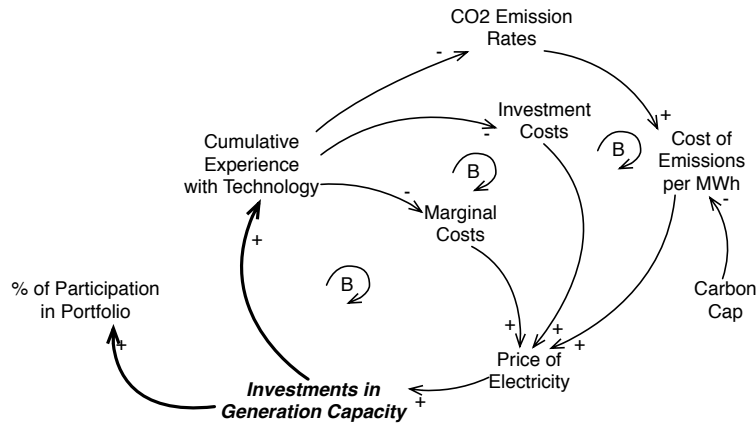 CO2 Emission
Rates
-
+
Investment
Costs
-
B
Cost of
Emissions
per MWh
-
Cumulative
Experience
with Technology
B
-
Marginal
Costs
+
B
% of Participation
in Portfolio
+
Carbon
Cap
+
+
+
Price of
Electricity
+
Investments in
Generation Capacity